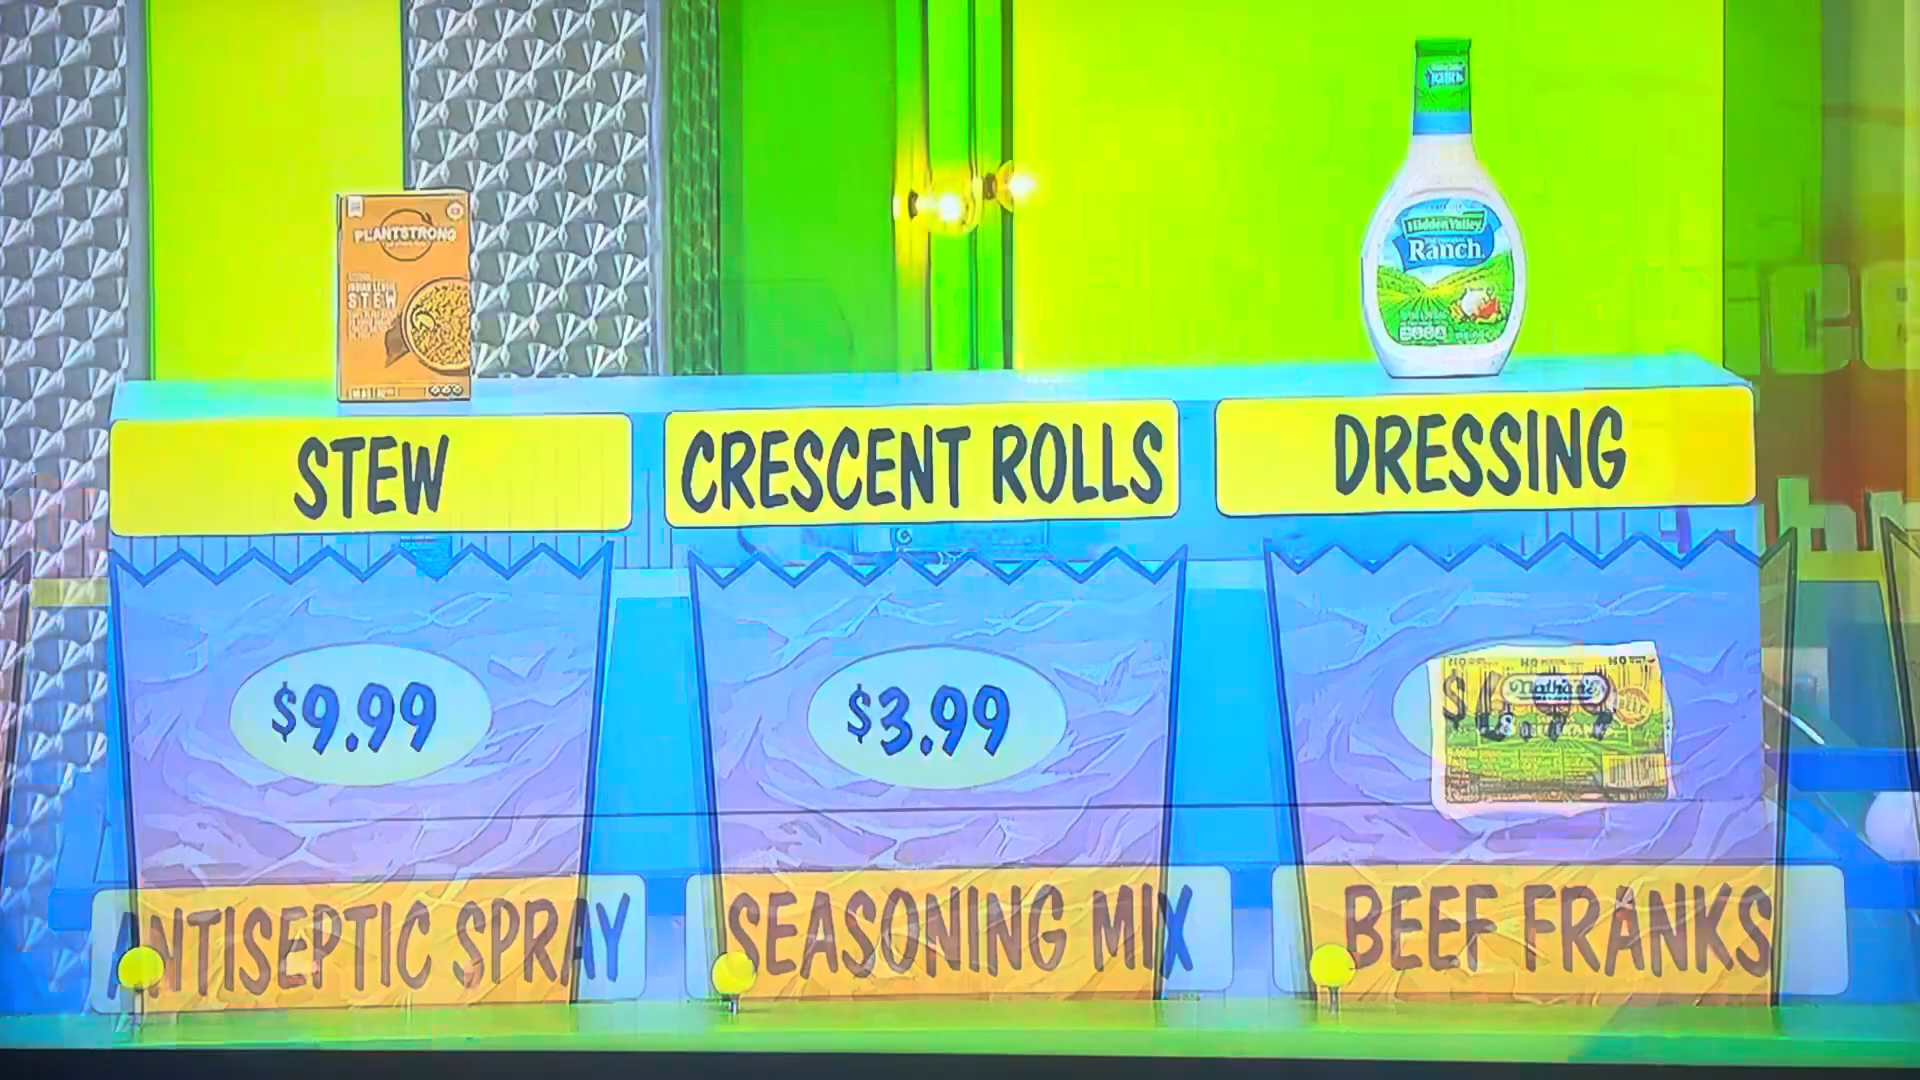 PLANTSTRONG
STEW
Hidden Valley
Ranch
STEW
CRESCENT ROLLS
DRESSING
$9.99
$3.99
Nathan's
ANTISEPTIC SPRAY
SEASONING MIX
BEEF FRANKS